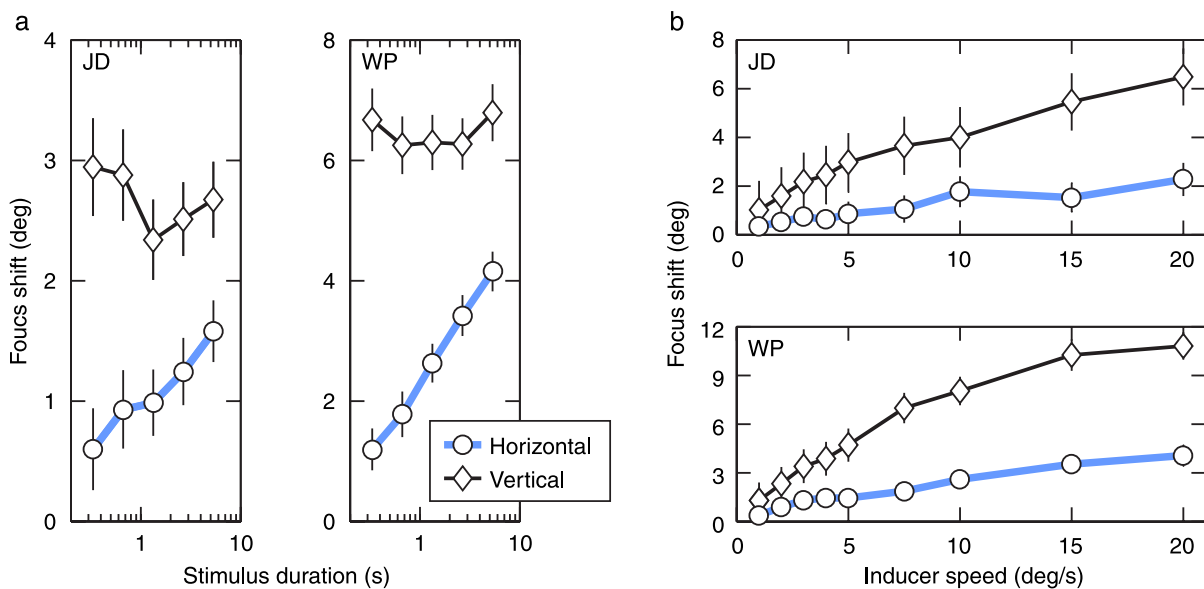 a
JD
WP
4
3
2
1
0
8
6
4
2
0
Foucs shift (deg)
1
10
1
10
Stimulus duration (s)
Horizontal
Vertical
b
JD
8
6
4
2
0
0
5
10
15
20
Focus shift (deg)
WP
12
9
6
3
0
0
5
10
15
20
Inducer speed (deg/s)